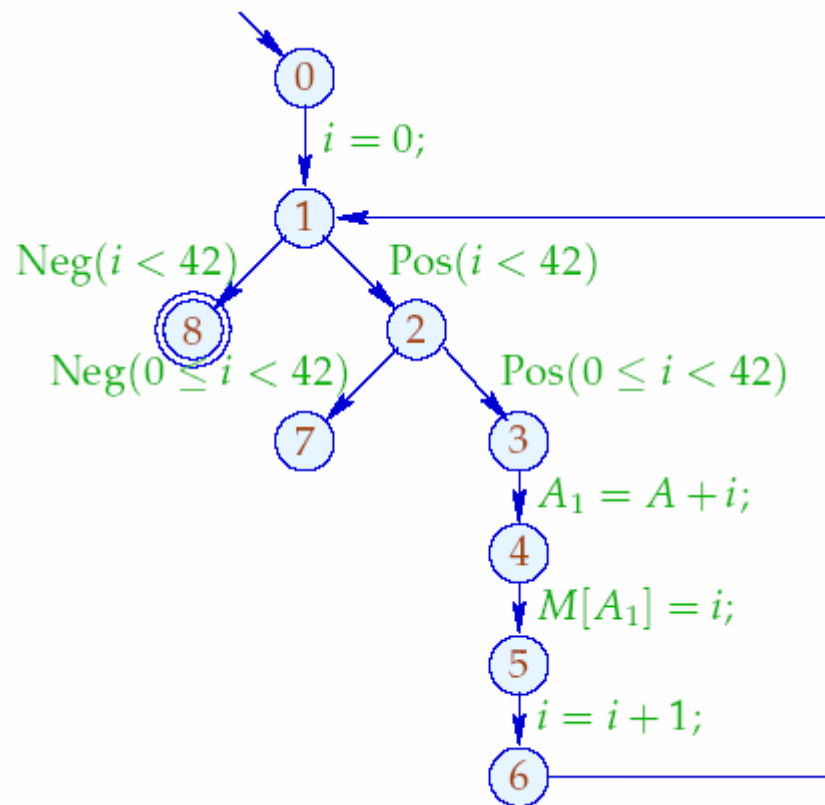 0
i = 0;
1
Neg(i < 42) Pos(i < 42)
8 2
Neg(0 ≤ i < 42) Pos(0 ≤ i < 42)
7 3
A₁ = A + i;
4
M[A₁] = i;
5
i = i + 1;
6